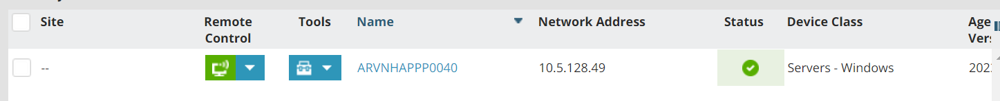 Site Remote Control Tools Name Network Address Status Device Class Age Vers
-- ARVNHAPPP0040 10.5.128.49 Servers - Windows 202